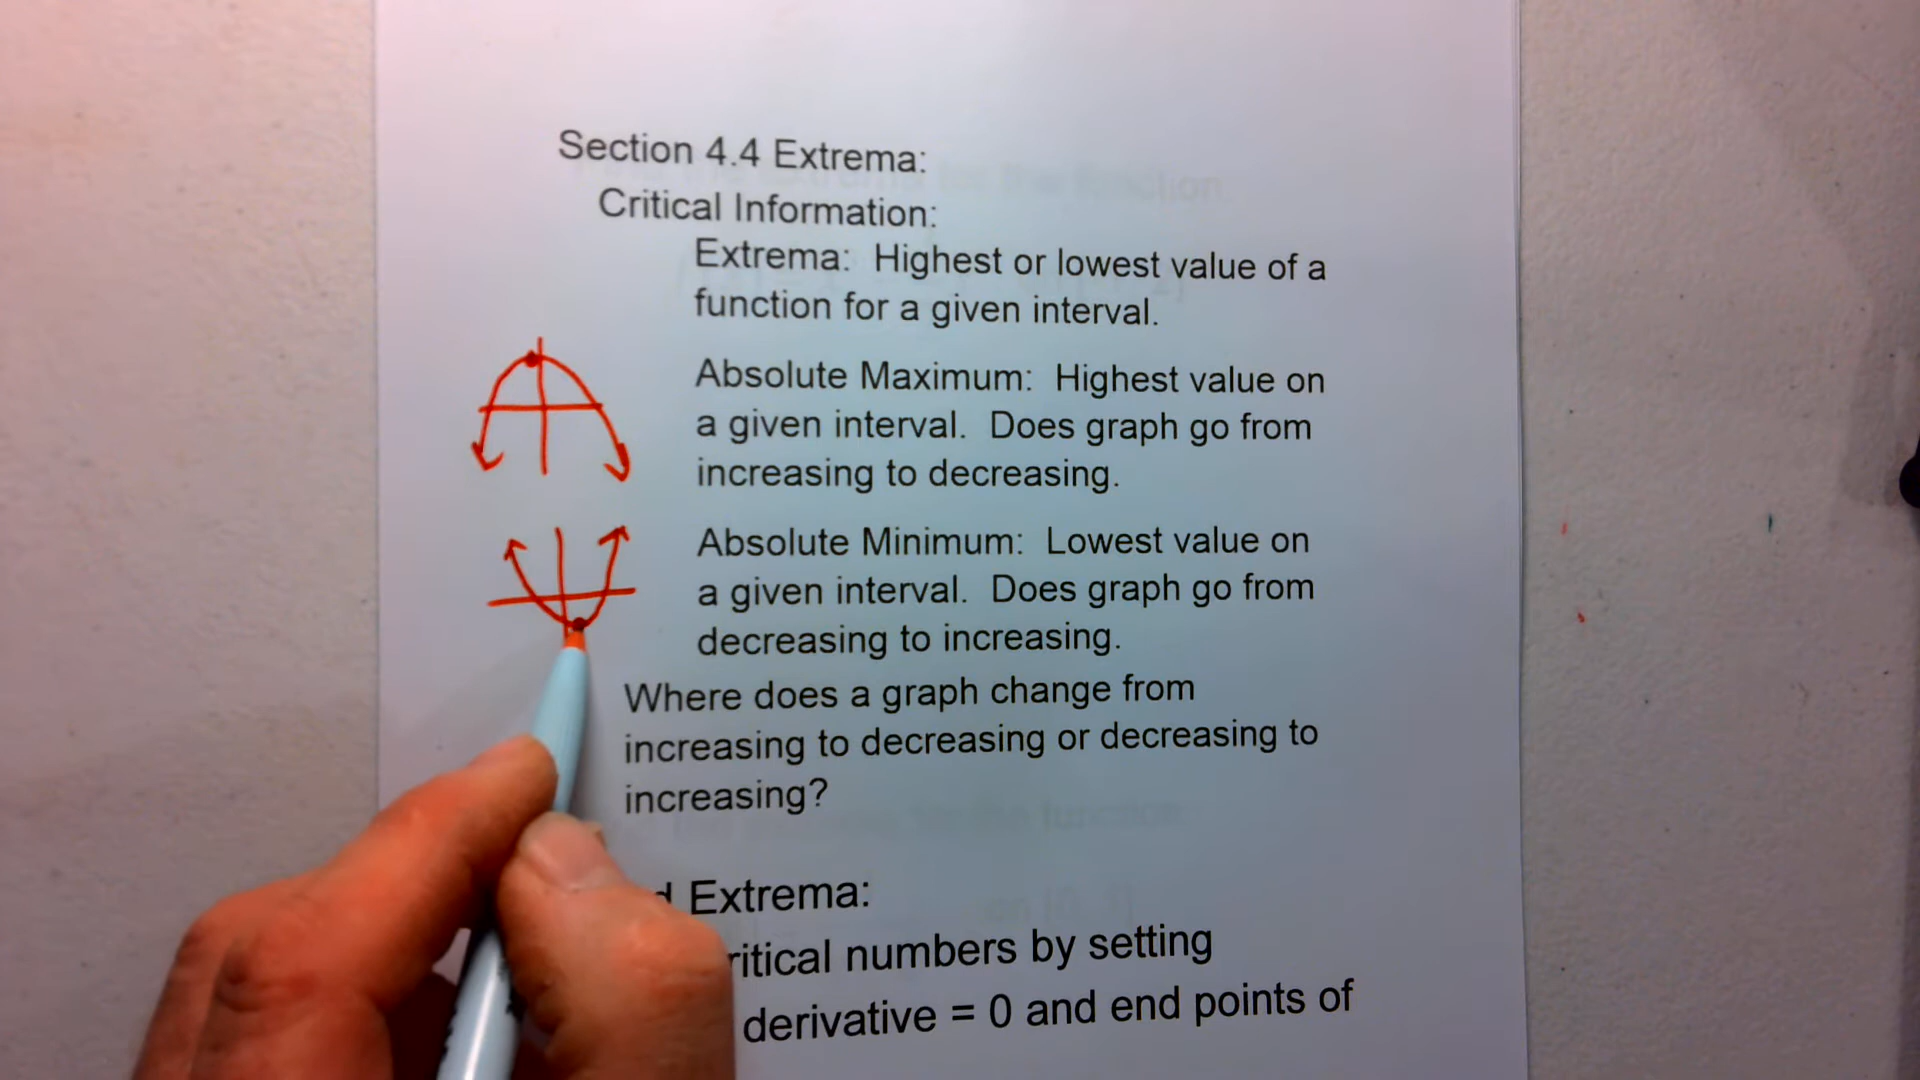 Section 4.4 Extrema:
Critical Information:
Extrema: Highest or lowest value of a
function for a given interval.
Absolute Maximum: Highest value on
a given interval. Does graph go from
increasing to decreasing.
Absolute Minimum: Lowest value on
a given interval. Does graph go from
decreasing to increasing.
Where does a graph change from
increasing to decreasing or decreasing to
increasing?
Extrema:
numbers by setting
derivative = 0 and end points of